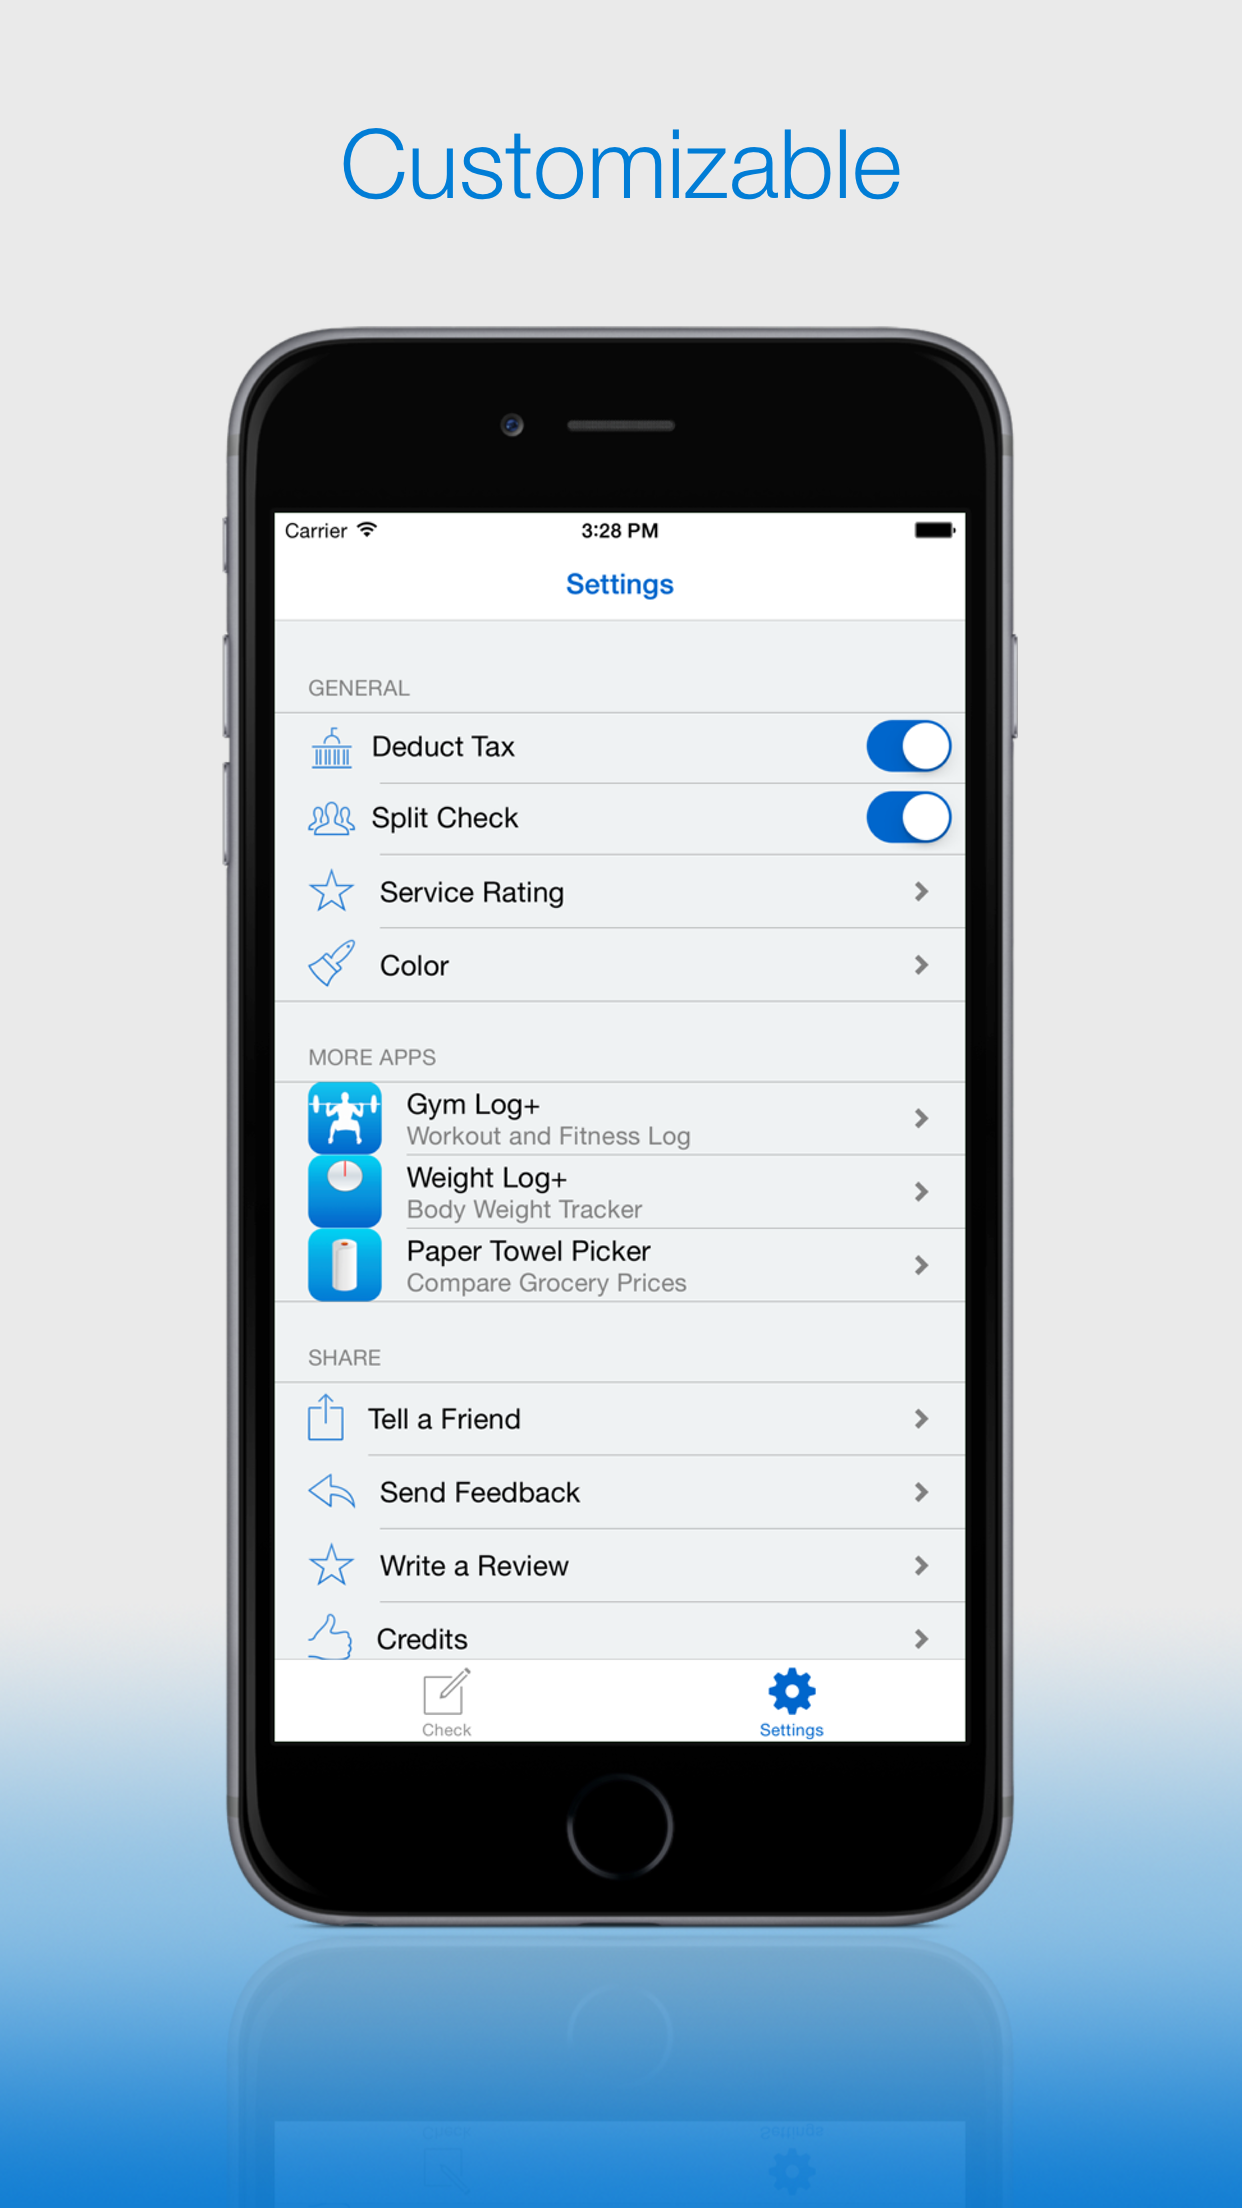 Customizable
Carrier 3:28 PM
Settings
GENERAL
Deduct Tax
Split Check
Service Rating
Color
MORE APPS
Gym Log+
Workout and Fitness Log
Weight Log+
Body Weight Tracker
Paper Towel Picker
Compare Grocery Prices
SHARE
Tell a Friend
Send Feedback
Write a Review
Credits
Check Settings
Check Settings